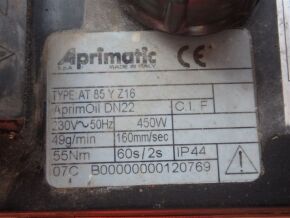 Aprimatic CE
S.p.A. MADE IN ITALY
TYPE AT 85 Y Z16
AprimOil DN22 C.I. F
230V~50Hz 450W
49g/min 160mm/sec
55Nm 60s/2s IP44
07C B00000000120769